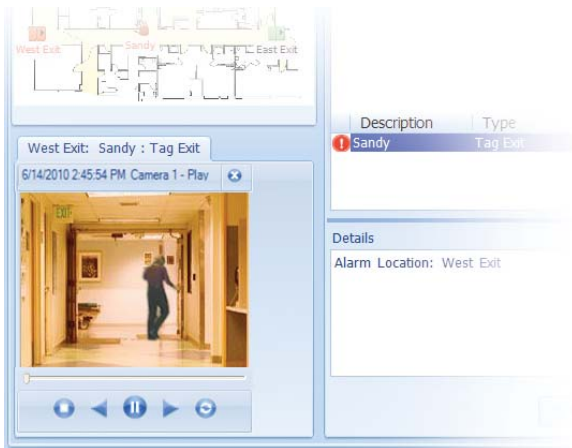 West Exit
Sandy
East Exit
Description Type
Sandy Tag Exit
West Exit: Sandy : Tag Exit
6/14/2010 2:45:54 PM Camera 1 - Play
EXIT
Details
Alarm Location: West Exit